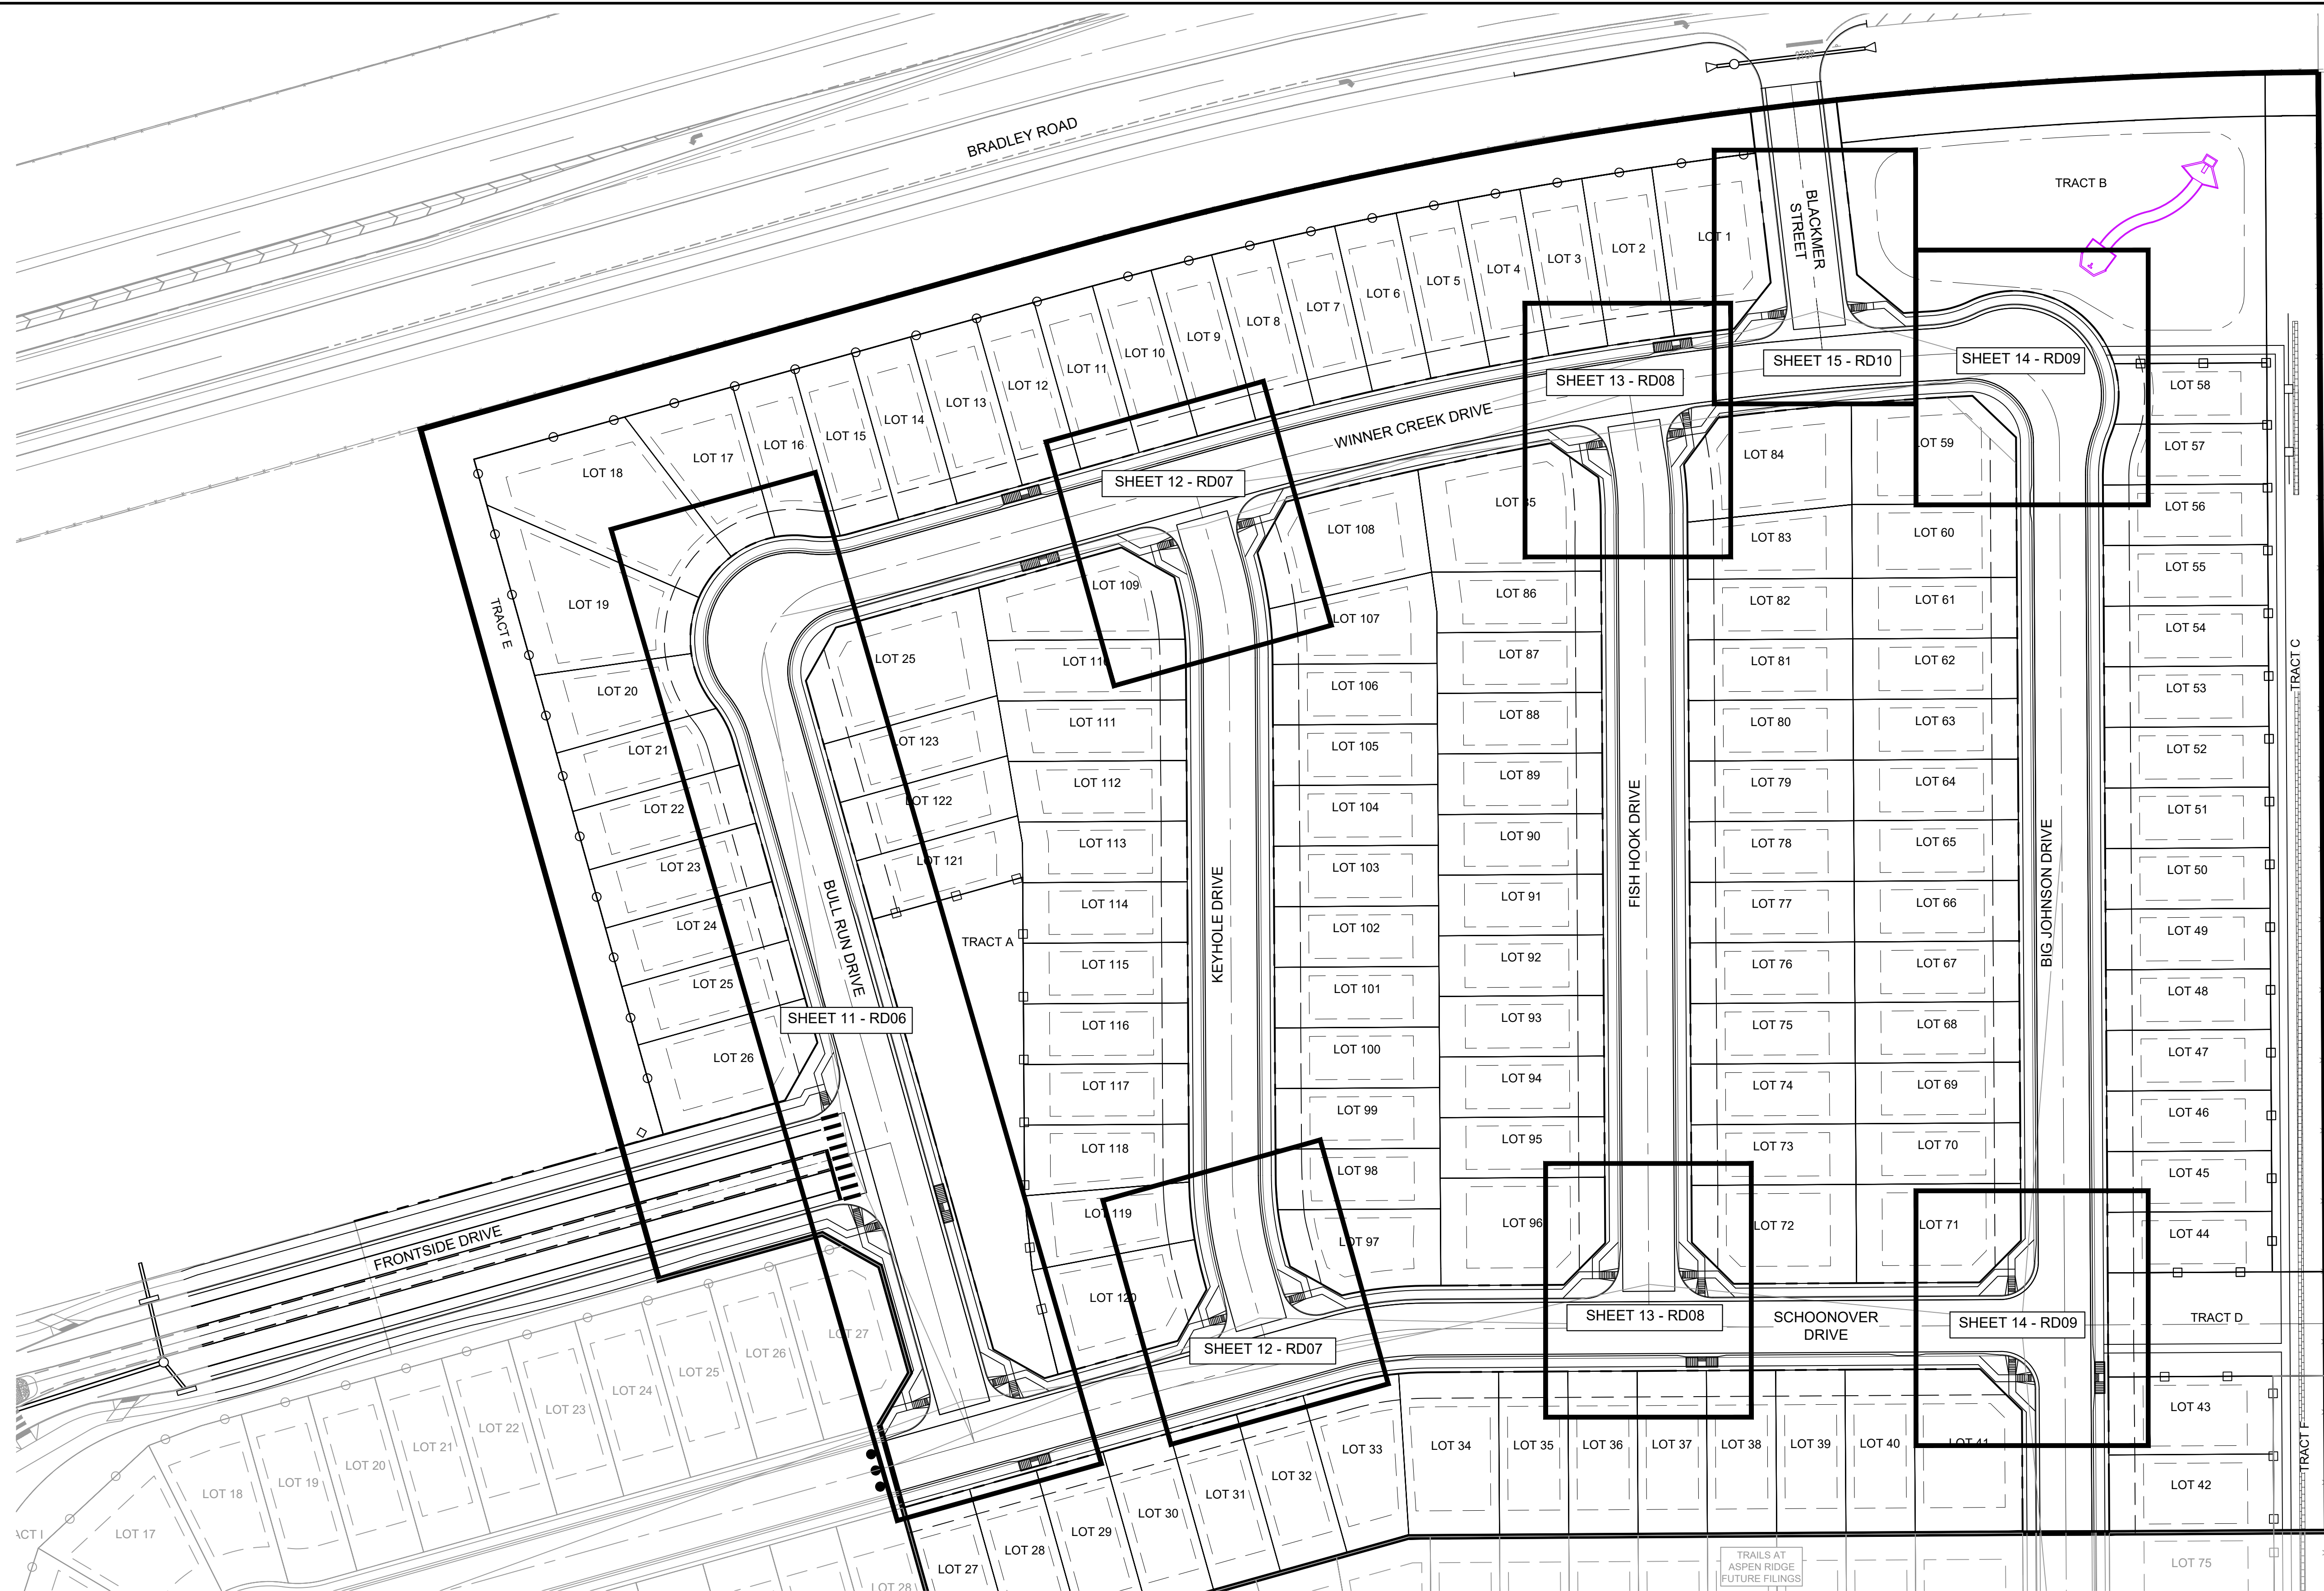 STOP
BRADLEY ROAD
TRACT B
BLACKMER
STREET
LOT 1
LOT 2
LOT 3
LOT 4
LOT 5
LOT 6
LOT 7
LOT 8
LOT 9
LOT 10
LOT 11
LOT 12
LOT 13
LOT 14
LOT 15
LOT 16
LOT 17
LOT 18
LOT 19
SHEET 15 - RD10
SHEET 14 - RD09
SHEET 13 - RD08
WINNER CREEK DRIVE
SHEET 12 - RD07
TRACT E
LOT 20
LOT 21
LOT 22
LOT 23
LOT 24
LOT 25
LOT 26
SHEET 11 - RD06
BULL RUN DRIVE
LOT 25
LOT 123
LOT 122
LOT 121
TRACT A
LOT 109
LOT 110
LOT 111
LOT 112
LOT 113
LOT 114
LOT 115
LOT 116
LOT 117
LOT 118
LOT 119
LOT 120
KEYHOLE DRIVE
LOT 108
LOT 107
LOT 106
LOT 105
LOT 104
LOT 103
LOT 102
LOT 101
LOT 100
LOT 99
LOT 98
LOT 97
LOT 85
LOT 86
LOT 87
LOT 88
LOT 89
LOT 90
LOT 91
LOT 92
LOT 93
LOT 94
LOT 95
LOT 96
FISH HOOK DRIVE
LOT 84
LOT 83
LOT 82
LOT 81
LOT 80
LOT 79
LOT 78
LOT 77
LOT 76
LOT 75
LOT 74
LOT 73
LOT 72
LOT 59
LOT 60
LOT 61
LOT 62
LOT 63
LOT 64
LOT 65
LOT 66
LOT 67
LOT 68
LOT 69
LOT 70
LOT 71
BIG JOHNSON DRIVE
LOT 58
LOT 57
LOT 56
LOT 55
LOT 54
LOT 53
LOT 52
LOT 51
LOT 50
LOT 49
LOT 48
LOT 47
LOT 46
LOT 45
LOT 44
TRACT C
TRACT D
FRONTSIDE DRIVE
SHEET 12 - RD07
SHEET 13 - RD08
SCHOONOVER
DRIVE
SHEET 14 - RD09
LOT 27
LOT 26
LOT 25
LOT 24
LOT 23
LOT 22
LOT 21
LOT 20
LOT 19
LOT 18
LOT 17
LOT 28
LOT 27
LOT 28
LOT 29
LOT 30
LOT 31
LOT 32
LOT 33
LOT 34
LOT 35
LOT 36
LOT 37
LOT 38
LOT 39
LOT 40
LOT 41
LOT 43
LOT 42
TRACT F
TRAILS AT
ASPEN RIDGE
FUTURE FILINGS
LOT 75